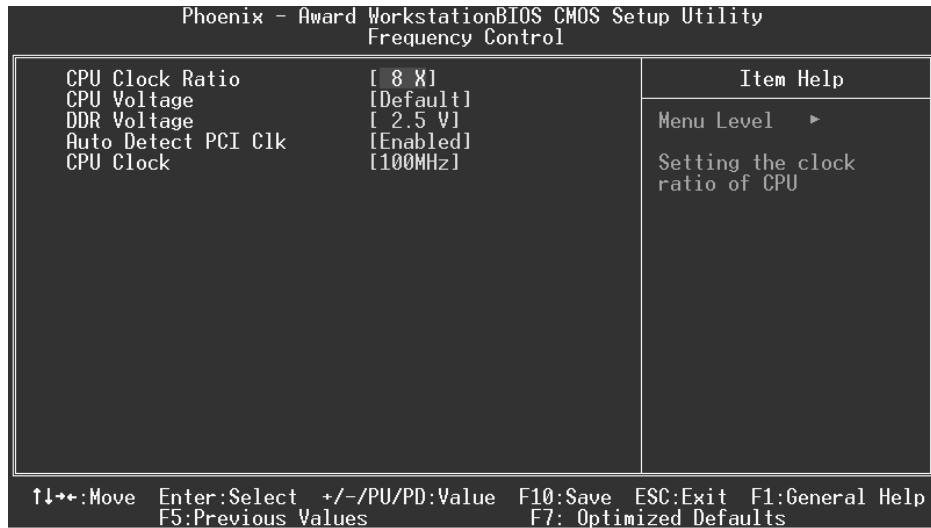 Phoenix - Award WorkstationBIOS CMOS Setup Utility
Frequency Control
CPU Clock Ratio [ 8 X]
CPU Voltage [Default]
DDR Voltage [ 2.5 V]
Auto Detect PCI Clk [Enabled]
CPU Clock [100MHz]
Item Help
Menu Level ►
Setting the clock
ratio of CPU
↑↓→←:Move Enter:Select +/-/PU/PD:Value F10:Save ESC:Exit F1:General Help
F5:Previous Values F7: Optimized Defaults